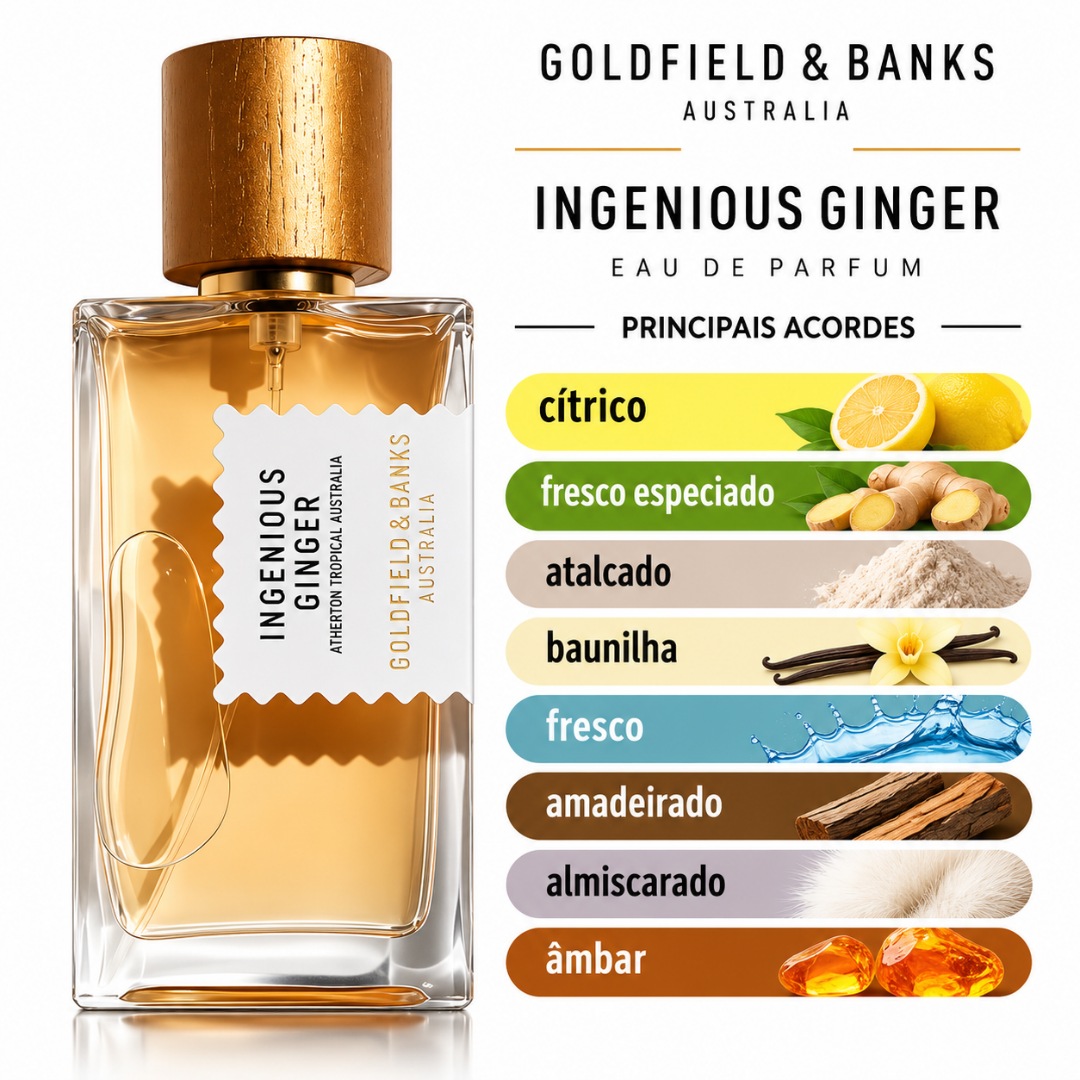 GOLDFIELD & BANKS
AUSTRALIA
INGENIOUS GINGER
EAU DE PARFUM
PRINCIPAIS ACORDES
cítrico
fresco especiado
atalcado
baunilha
fresco
amadeirado
almiscarado
âmbar
INGENIOUS
GINGER
ATHERTON TROPICAL AUSTRALIA
GOLDFIELD & BANKS
AUSTRALIA